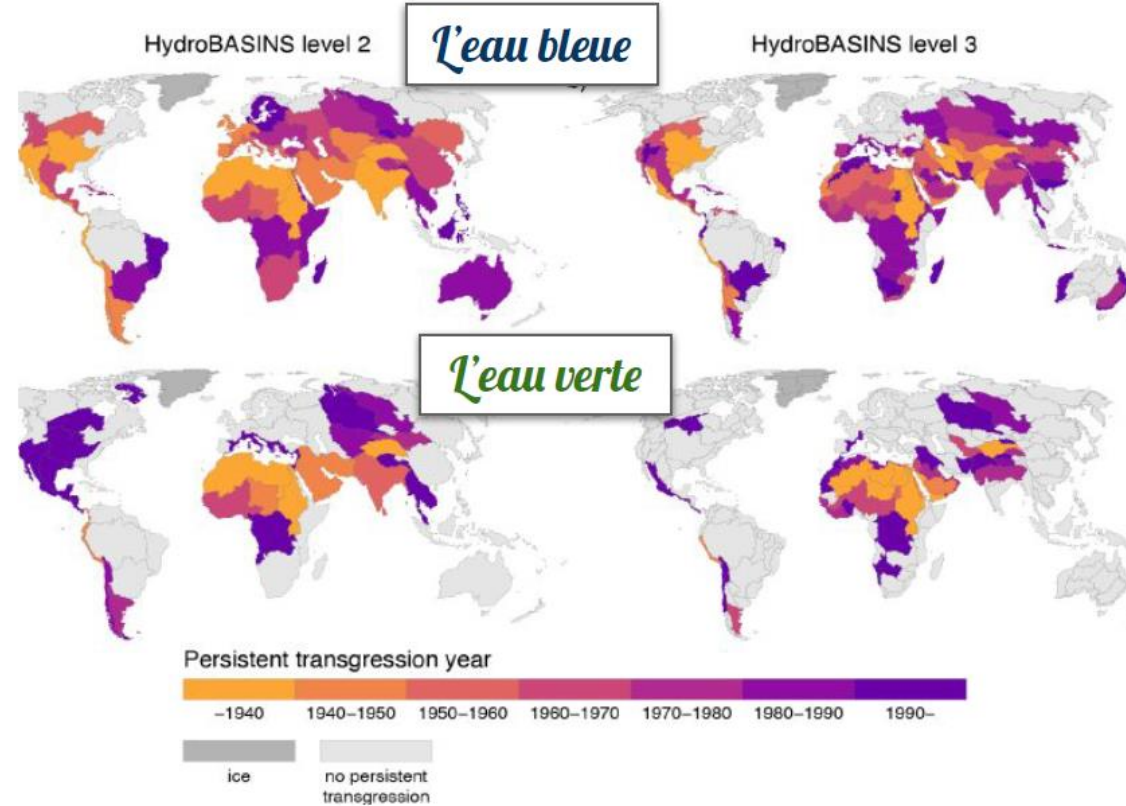 HydroBASINS level 2
L'eau bleue
HydroBASINS level 3
L'eau verte
Persistent transgression year
–1940 1940–1950 1950–1960 1960–1970 1970–1980 1980–1990 1990–
ice
no persistent
transgression